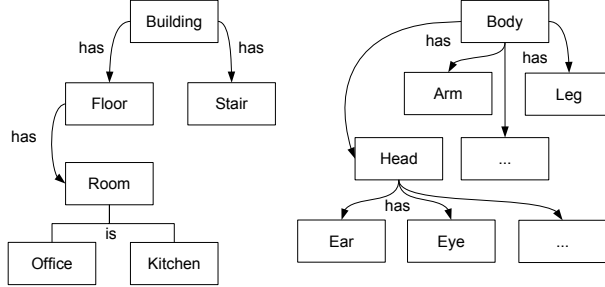 Building
has
has
Floor
Stair
has
Room
is
Office
Kitchen
Body
has
has
Arm
Leg
Head
...
has
Ear
Eye
...